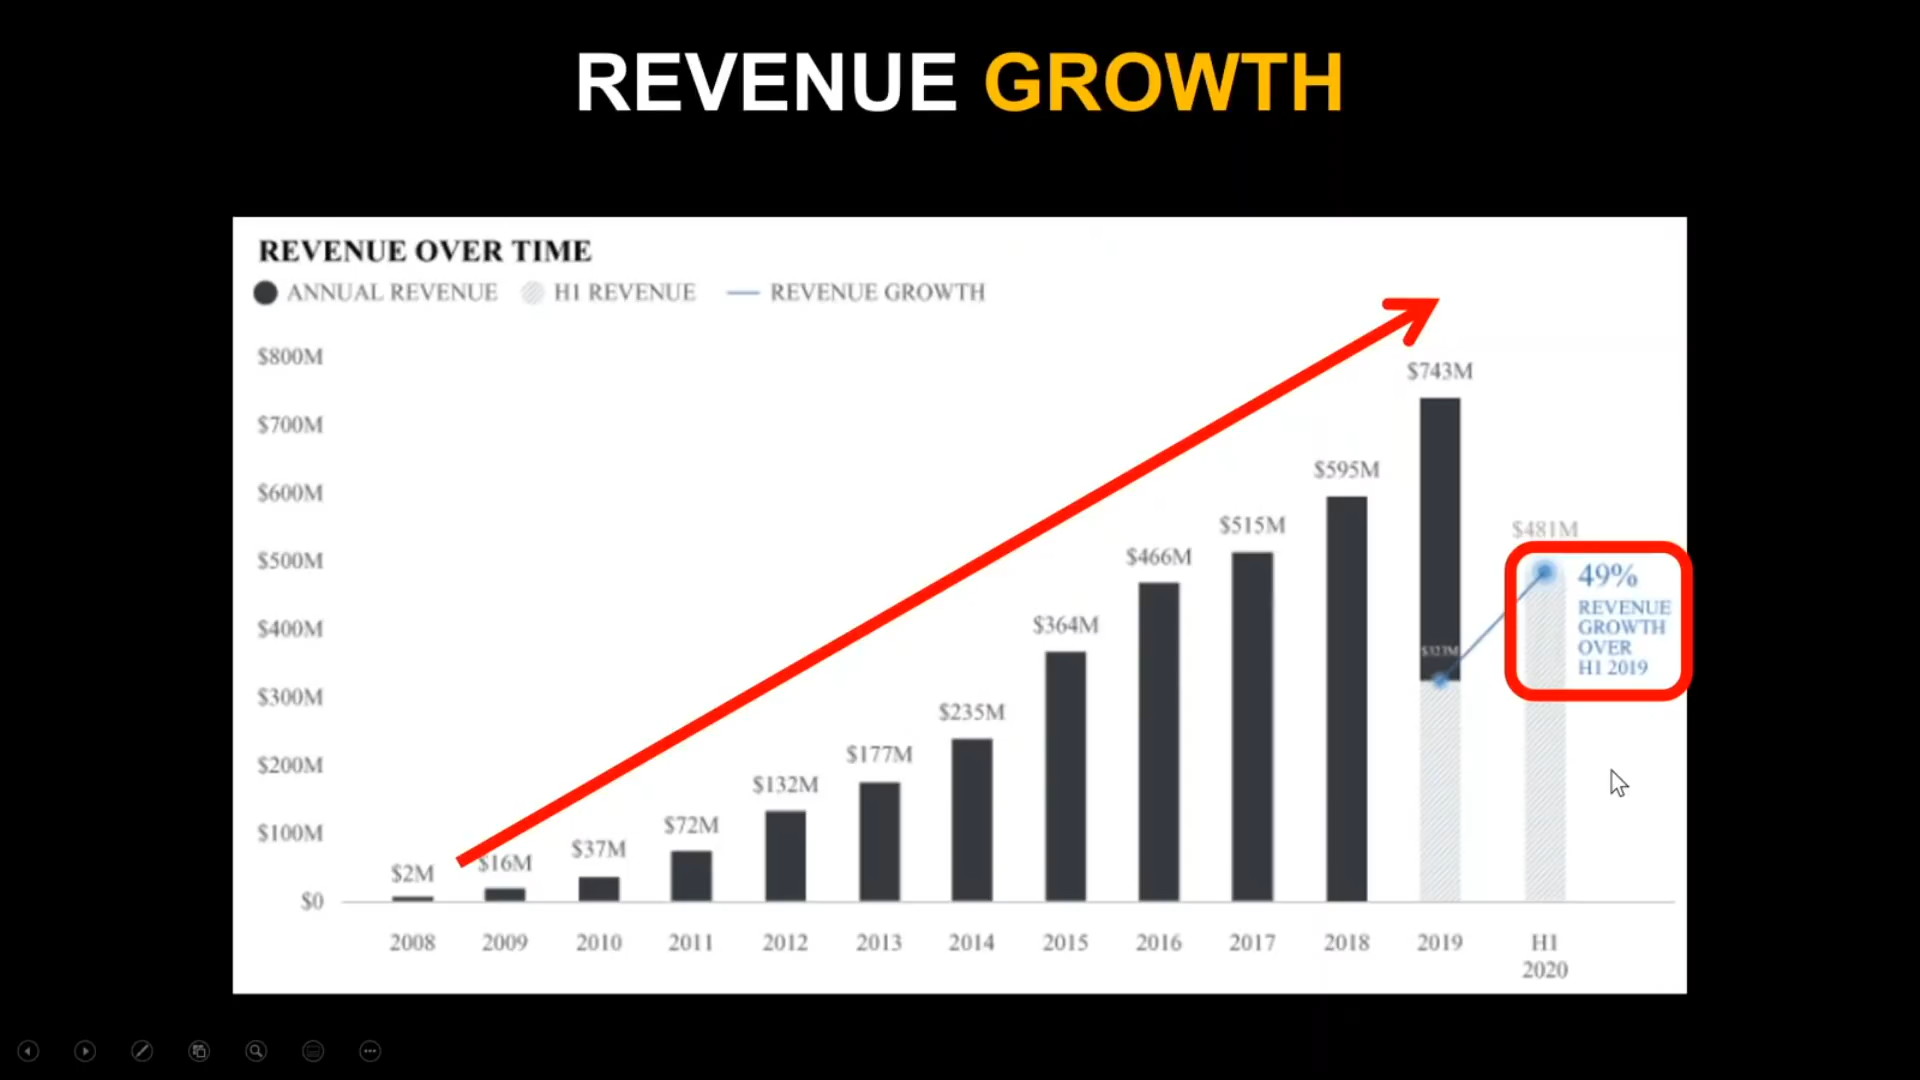 REVENUE GROWTH
REVENUE OVER TIME
ANNUAL REVENUE H1 REVENUE REVENUE GROWTH
$800M
$700M
$600M
$500M
$400M
$300M
$200M
$100M
$0
$2M
$16M
$37M
$72M
$132M
$177M
$235M
$364M
$466M
$515M
$595M
$743M
$323M
$481M
49%
REVENUE
GROWTH
OVER
H1 2019
2008 2009 2010 2011 2012 2013 2014 2015 2016 2017 2018 2019 H1
2020